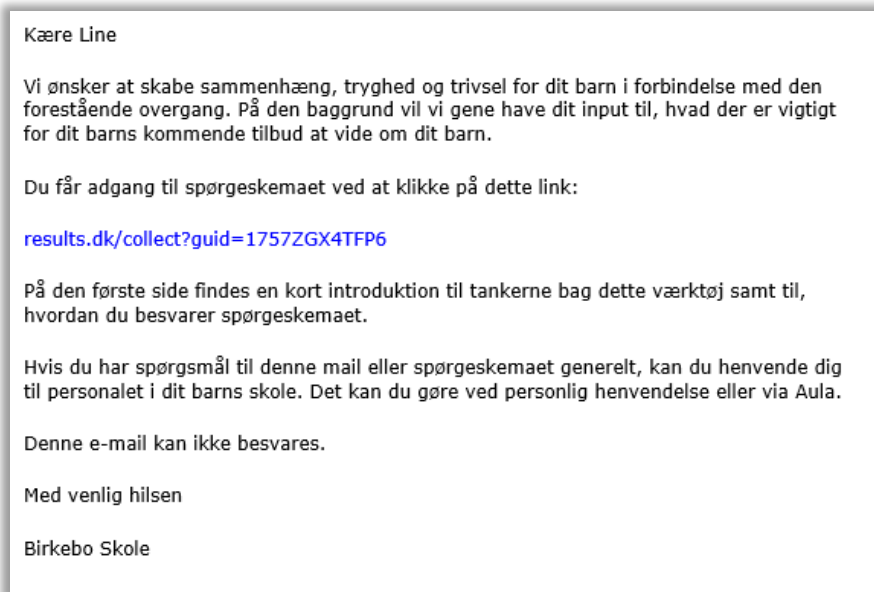 Kære Line
Vi ønsker at skabe sammenhæng, tryghed og trivsel for dit barn i forbindelse med den
forestående overgang. På den baggrund vil vi gene have dit input til, hvad der er vigtigt
for dit barns kommende tilbud at vide om dit barn.
Du får adgang til spørgeskemaet ved at klikke på dette link:
results.dk/collect?guid=1757ZGX4TFP6
På den første side findes en kort introduktion til tankerne bag dette værktøj samt til,
hvordan du besvarer spørgeskemaet.
Hvis du har spørgsmål til denne mail eller spørgeskemaet generelt, kan du henvende dig
til personalet i dit barns skole. Det kan du gøre ved personlig henvendelse eller via Aula.
Denne e-mail kan ikke besvares.
Med venlig hilsen
Birkebo Skole